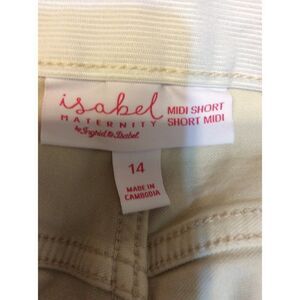 isabel
MATERNITY
by Ingrid & Isabel
MIDI SHORT
SHORT MIDI
14
MADE IN
CAMBODIA